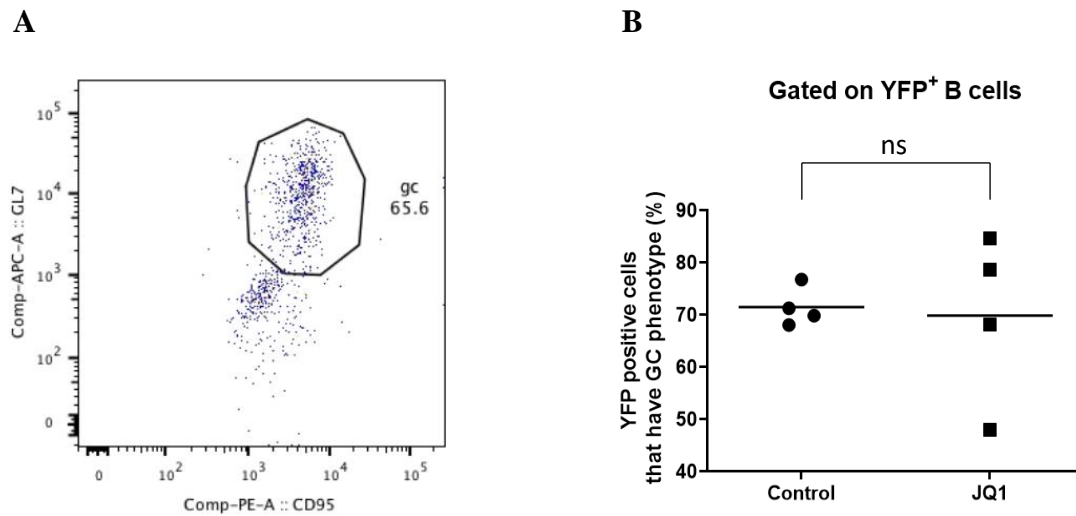 A
10^5
10^4
10^3
10^2
0
Comp-APC-A :: GL7
gc
65.6
0
10^2
10^3
10^4
10^5
Comp-PE-A :: CD95
B
Gated on YFP^+ B cells
ns
YFP positive cells
that have GC phenotype (%)
90
80
70
60
50
40
Control
JQ1